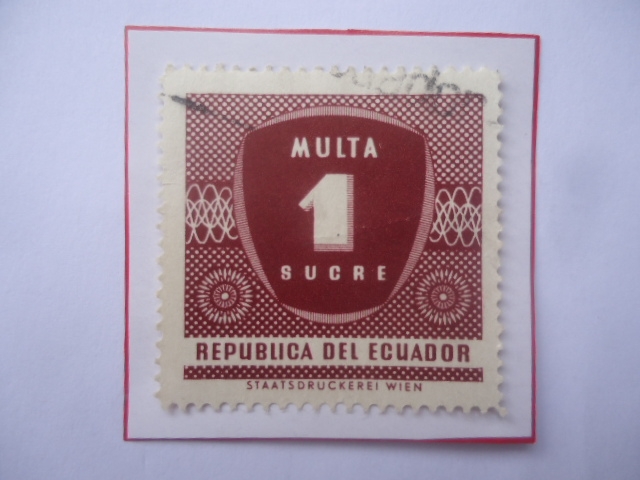 MULTA
1
SUCRE
REPUBLICA DEL ECUADOR
STAATSDRUCKEREI WIEN